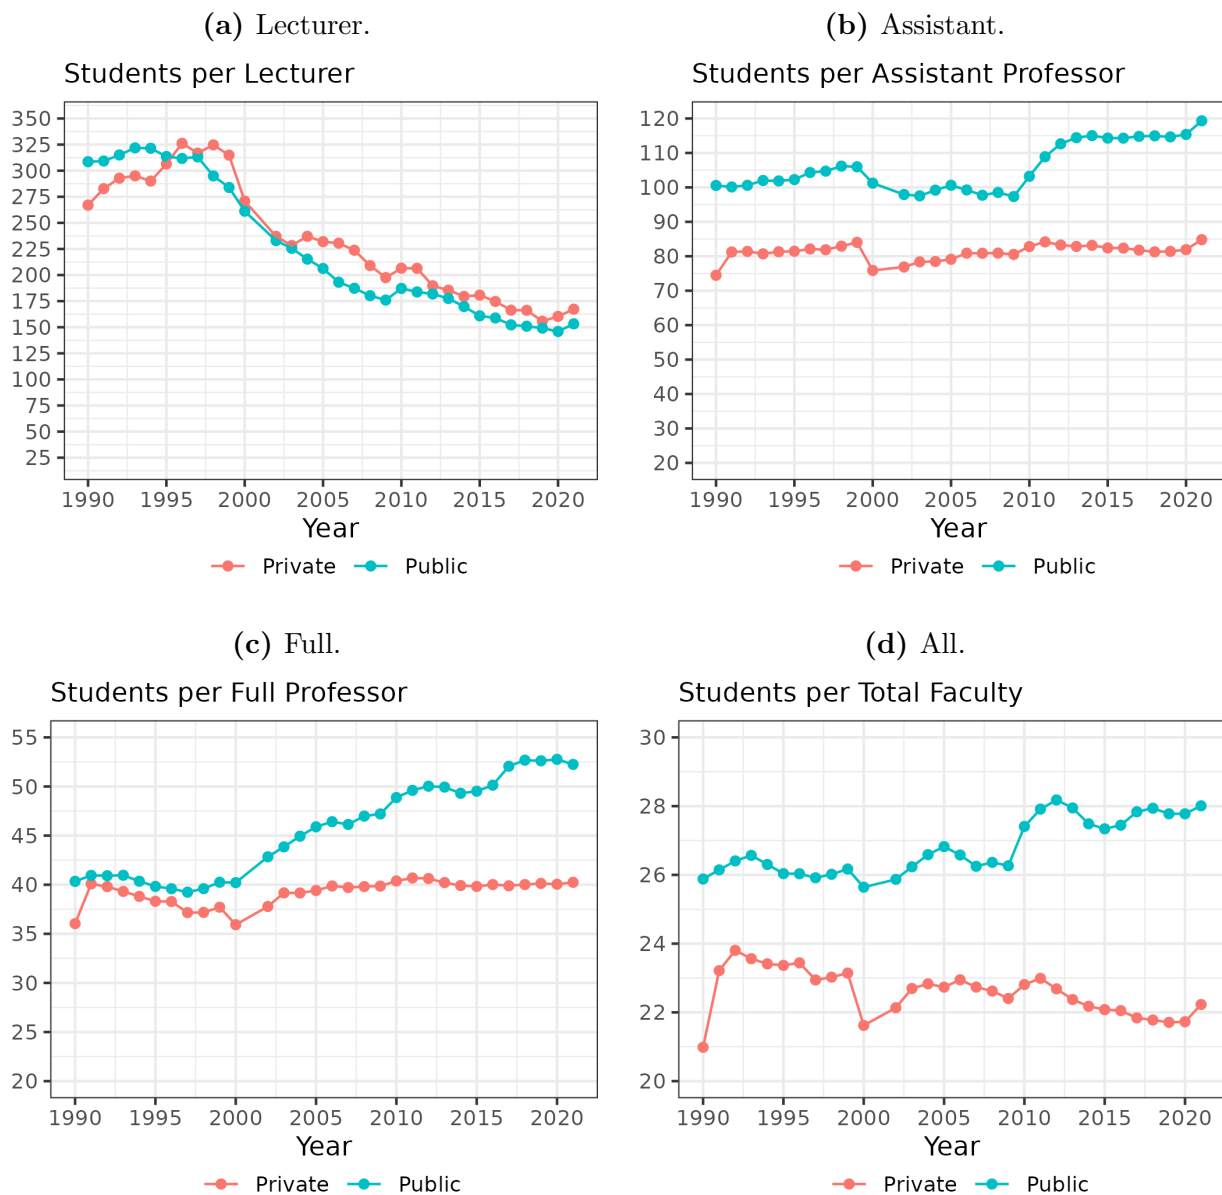 (a) Lecturer.
Students per Lecturer
350
325
300
275
250
225
200
175
150
125
100
75
50
25
1990 1995 2000 2005 2010 2015 2020
Year
Private Public
(b) Assistant.
Students per Assistant Professor
120
110
100
90
80
70
60
50
40
30
20
1990 1995 2000 2005 2010 2015 2020
Year
Private Public
(c) Full.
Students per Full Professor
55
50
45
40
35
30
25
20
1990 1995 2000 2005 2010 2015 2020
Year
Private Public
(d) All.
Students per Total Faculty
30
28
26
24
22
20
1990 1995 2000 2005 2010 2015 2020
Year
Private Public